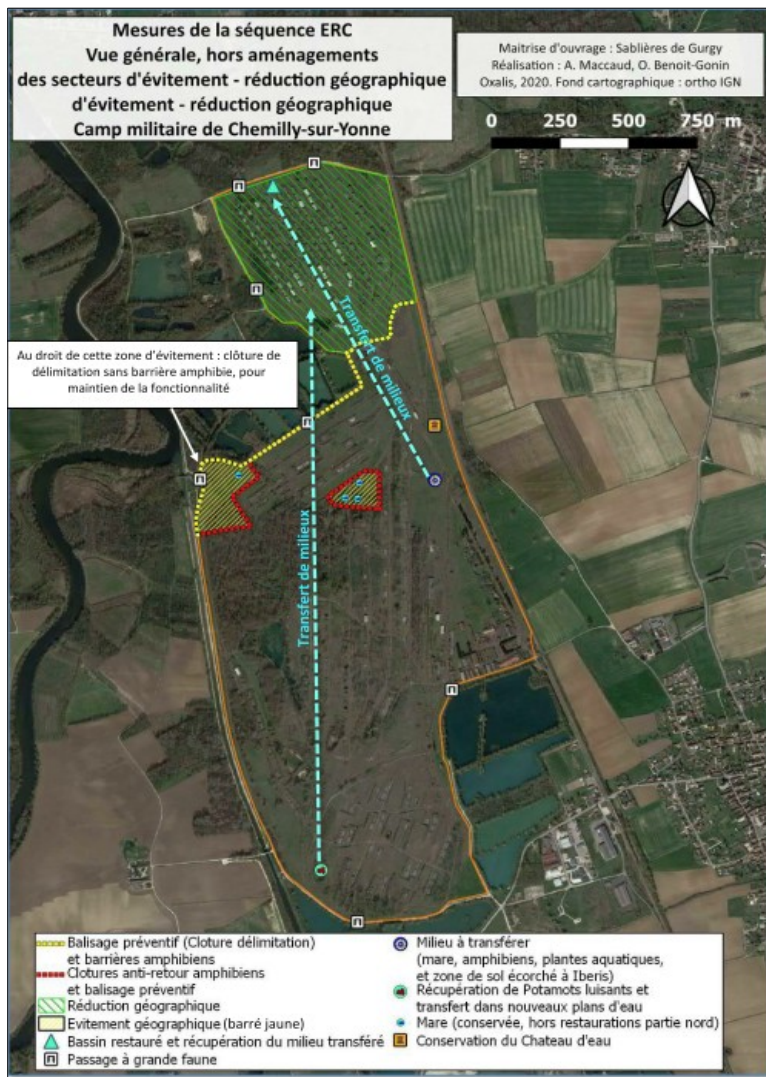 Mesures de la séquence ERC
Vue générale, hors aménagements
des secteurs d'évitement - réduction géographique
d'évitement - réduction géographique
Camp militaire de Chemilly-sur-Yonne
Maitrise d'ouvrage : Sablières de Gurgy
Réalisation : A. Maccaud, O. Benoit-Gonin
Oxalis, 2020. Fond cartographique : ortho IGN
0 250 500 750 m
Transfert de milieux
Au droit de cette zone d'évitement : clôture de
délimitation sans barrière amphibie, pour
maintien de la fonctionnalité
Transfert de milieux
Balisage préventif (Cloture délimitation)
et barrières amphibiens
Clotures anti-retour amphibiens
et balisage préventif
Réduction géographique
Evitement géographique (barré jaune)
Bassin restauré et récupération du milieu transféré
Passage à grande faune
Milieu à transférer
(mare, amphibiens, plantes aquatiques,
et zone de sol écorché à Iberis)
Récupération de Potamots luisants et
transfert dans nouveaux plans d'eau
Mare (conservée, hors restaurations partie nord)
Conservation du Chateau d'eau